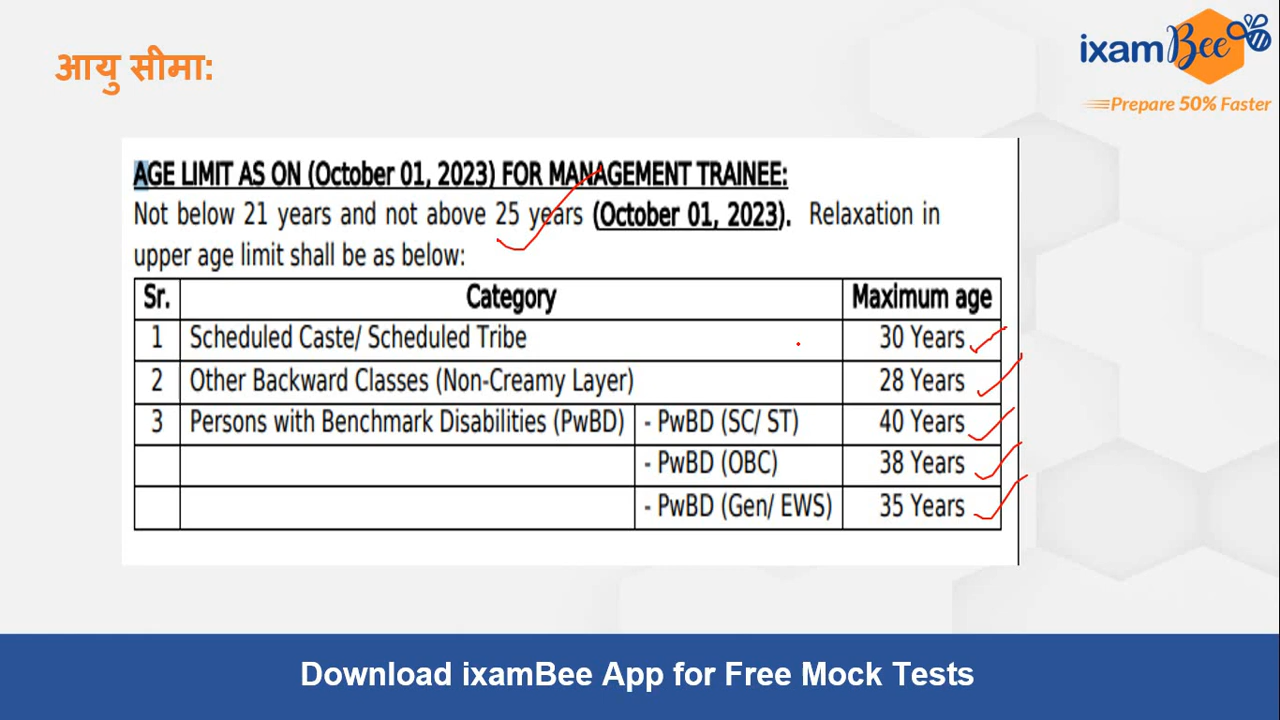 आयु सीमा:
ixamBee
Prepare 50% Faster
AGE LIMIT AS ON (October 01, 2023) FOR MANAGEMENT TRAINEE:
Not below 21 years and not above 25 years (October 01, 2023). Relaxation in
upper age limit shall be as below:
Sr. Category Maximum age
1 Scheduled Caste/ Scheduled Tribe 30 Years
2 Other Backward Classes (Non-Creamy Layer) 28 Years
3 Persons with Benchmark Disabilities (PwBD) - PwBD (SC/ ST) 40 Years
- PwBD (OBC) 38 Years
- PwBD (Gen/ EWS) 35 Years
Download ixamBee App for Free Mock Tests